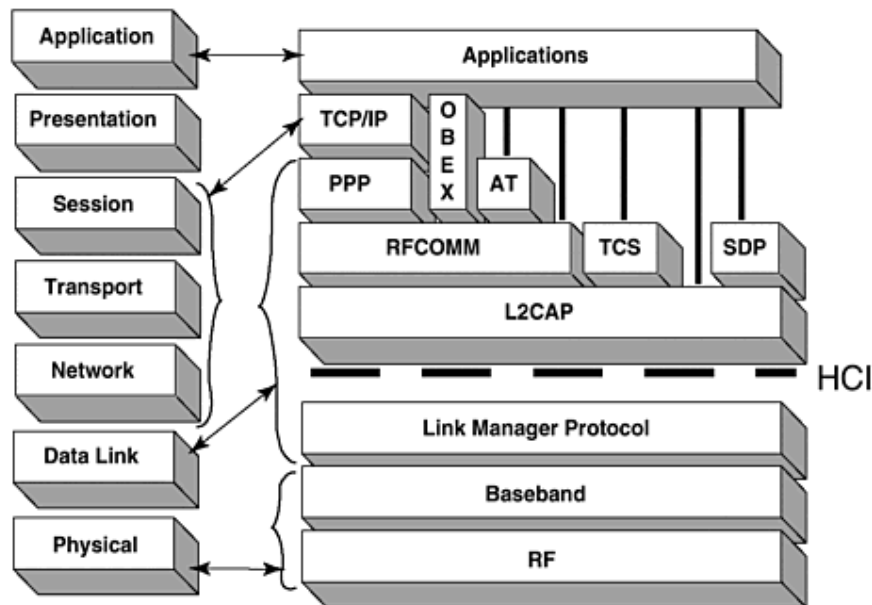 Application
Presentation
Session
Transport
Network
Data Link
Physical
Applications
TCP/IP
OBEX
PPP
AT
RFCOMM
TCS
SDP
L2CAP
HCI
Link Manager Protocol
Baseband
RF